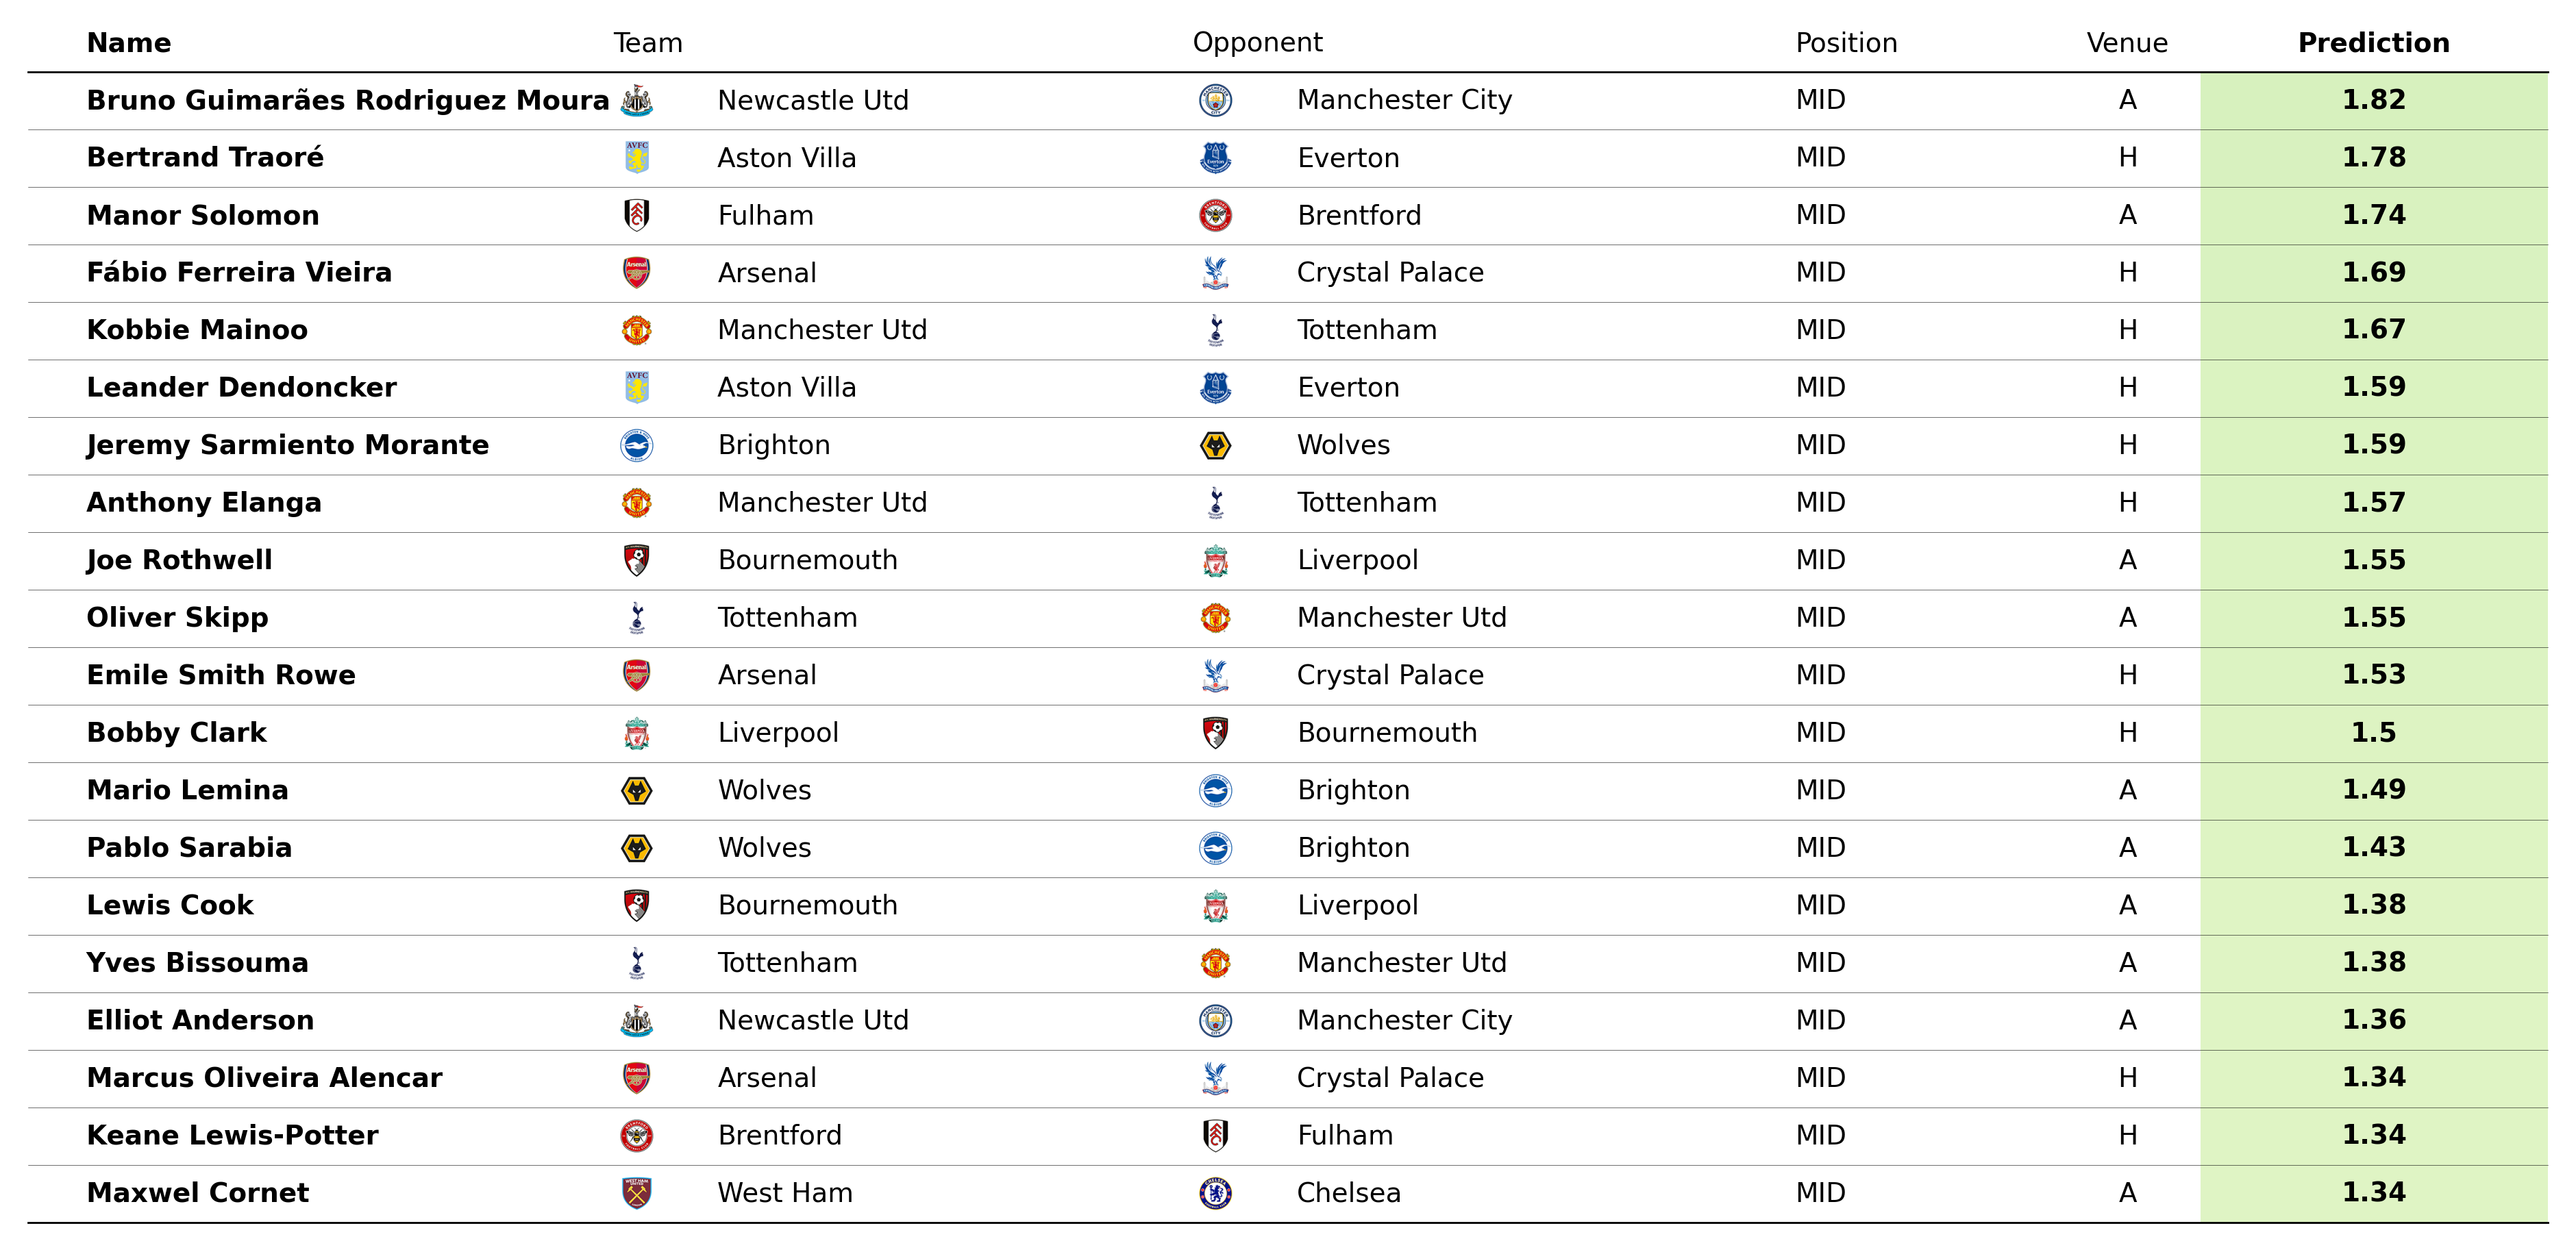 Name Team Opponent Position Venue Prediction
Bruno Guimarães Rodriguez Moura Newcastle Utd Manchester City MID A 1.82
Bertrand Traoré Aston Villa Everton MID H 1.78
Manor Solomon Fulham Brentford MID A 1.74
Fábio Ferreira Vieira Arsenal Crystal Palace MID H 1.69
Kobbie Mainoo Manchester Utd Tottenham MID H 1.67
Leander Dendoncker Aston Villa Everton MID H 1.59
Jeremy Sarmiento Morante Brighton Wolves MID H 1.59
Anthony Elanga Manchester Utd Tottenham MID H 1.57
Joe Rothwell Bournemouth Liverpool MID A 1.55
Oliver Skipp Tottenham Manchester Utd MID A 1.55
Emile Smith Rowe Arsenal Crystal Palace MID H 1.53
Bobby Clark Liverpool Bournemouth MID H 1.5
Mario Lemina Wolves Brighton MID A 1.49
Pablo Sarabia Wolves Brighton MID A 1.43
Lewis Cook Bournemouth Liverpool MID A 1.38
Yves Bissouma Tottenham Manchester Utd MID A 1.38
Elliot Anderson Newcastle Utd Manchester City MID A 1.36
Marcus Oliveira Alencar Arsenal Crystal Palace MID H 1.34
Keane Lewis-Potter Brentford Fulham MID H 1.34
Maxwel Cornet West Ham Chelsea MID A 1.34